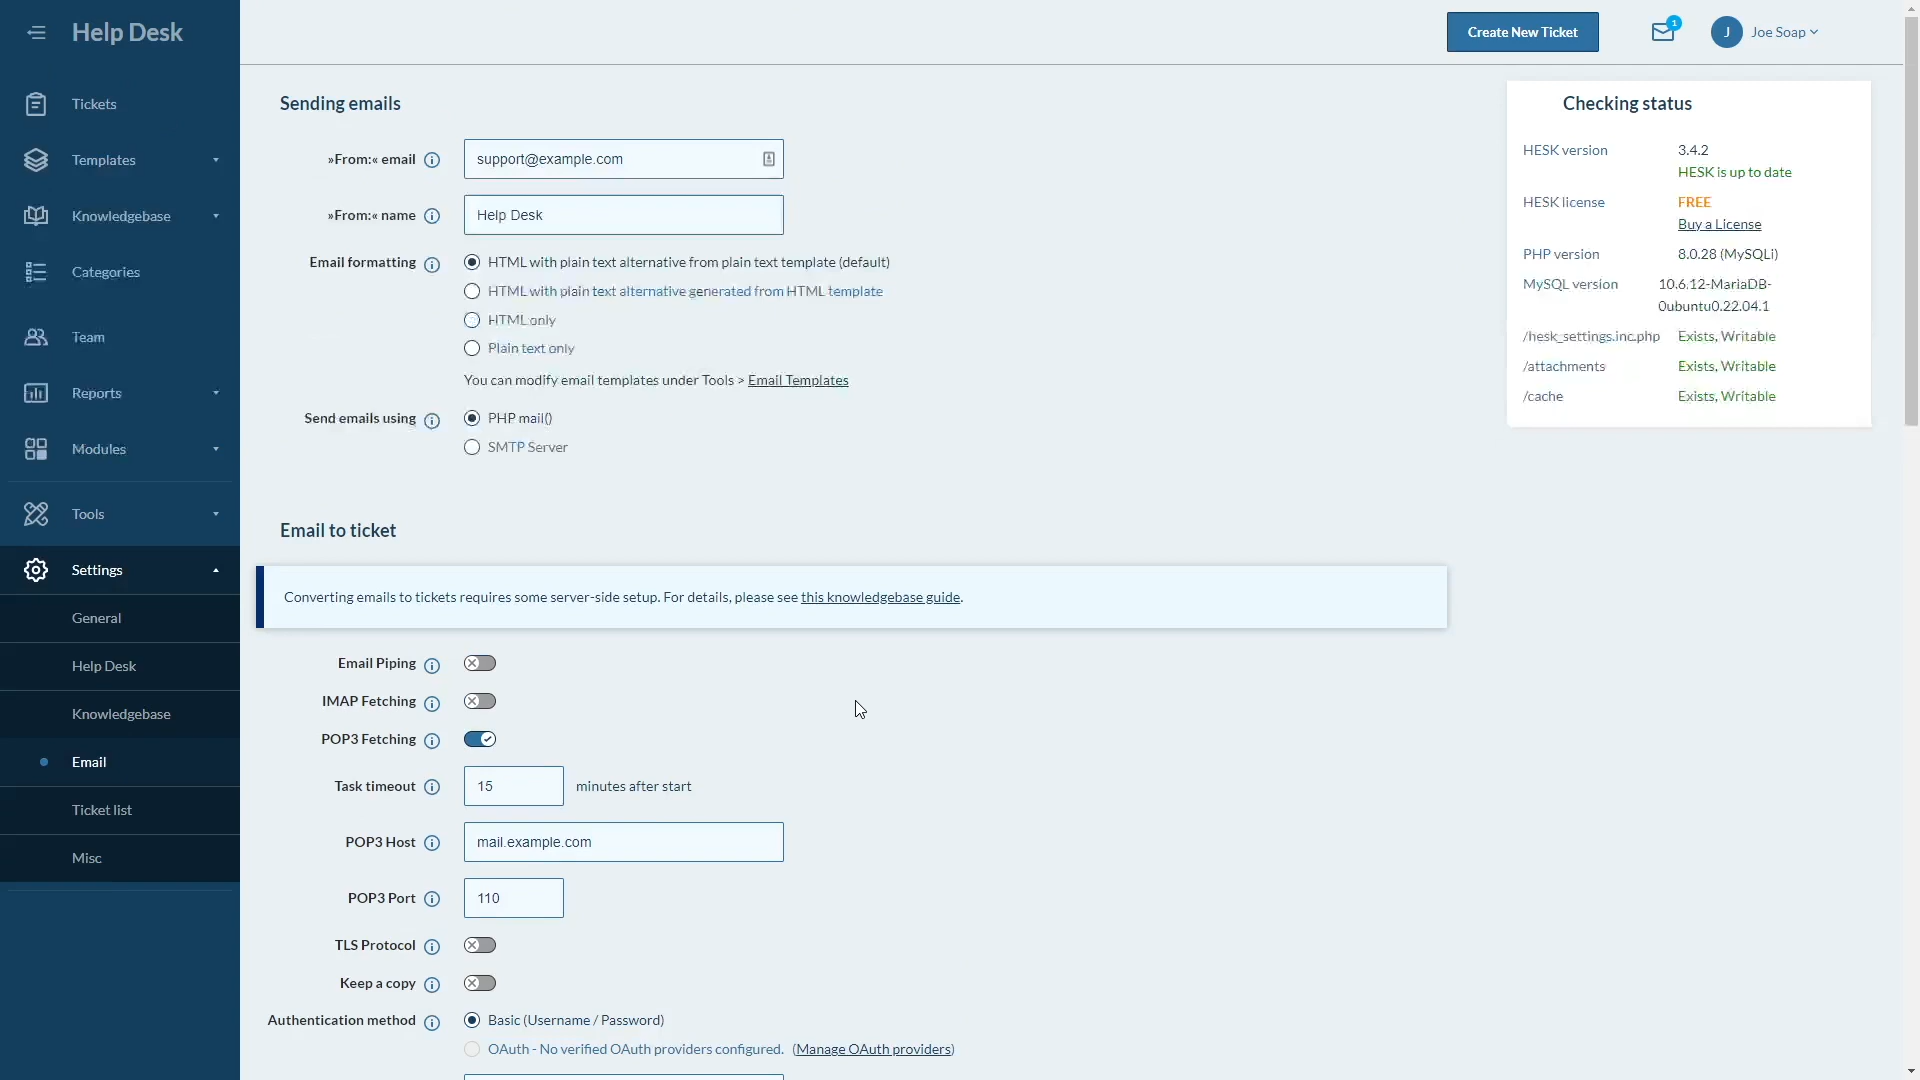 Help Desk
Create New Ticket
1
J
Joe Soap
Tickets
Templates
Knowledgebase
Categories
Team
Reports
Modules
Tools
Settings
General
Help Desk
Knowledgebase
Email
Ticket list
Misc
Sending emails
»From:« email
support@example.com
»From:« name
Help Desk
Email formatting
HTML with plain text alternative from plain text template (default)
HTML with plain text alternative generated from HTML template
HTML only
Plain text only
You can modify email templates under Tools > Email Templates
Send emails using
PHP mail()
SMTP Server
Email to ticket
Converting emails to tickets requires some server-side setup. For details, please see this knowledgebase guide.
Email Piping
IMAP Fetching
POP3 Fetching
Task timeout
15
minutes after start
POP3 Host
mail.example.com
POP3 Port
110
TLS Protocol
Keep a copy
Authentication method
Basic (Username / Password)
OAuth - No verified OAuth providers configured. (Manage OAuth providers)
Checking status
HESK version 3.4.2
HESK is up to date
HESK license FREE
Buy a License
PHP version 8.0.28 (MySQLi)
MySQL version 10.6.12-MariaDB-
0ubuntu0.22.04.1
/hesk_settings.inc.php Exists, Writable
/attachments Exists, Writable
/cache Exists, Writable